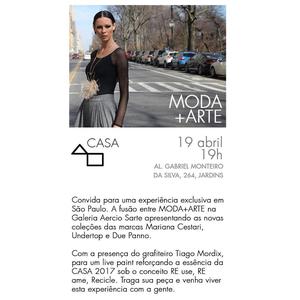 MODA
+ARTE
CASA
19 abril
19h
AL. GABRIEL MONTEIRO
DA SILVA, 264, JARDINS
Convida para uma experiência exclusiva em
São Paulo. A fusão entre MODA+ARTE na
Galeria Aercio Sarte apresentando as novas
coleções das marcas Mariana Cestari,
Undertop e Due Panno.
Com a presença do grafiteiro Tiago Mordix,
para um live paint reforçando a essência da
CASA 2017 sob o conceito RE use, RE
ame, Recicle. Traga sua peça e venha viver
esta experiência com a gente.